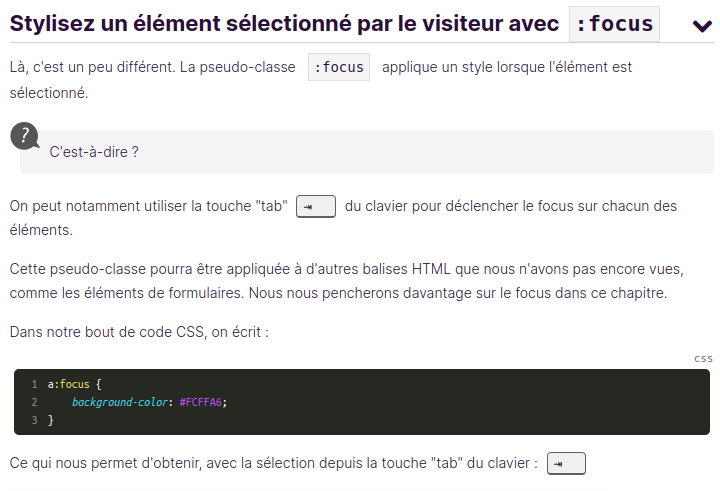 Stylisez un élément sélectionné par le visiteur avec :focus
Là, c'est un peu différent. La pseudo-classe :focus applique un style lorsque l'élément est
sélectionné.
?
C'est-à-dire ?
On peut notamment utiliser la touche "tab" ⇥ du clavier pour déclencher le focus sur chacun des
éléments.
Cette pseudo-classe pourra être appliquée à d'autres balises HTML que nous n'avons pas encore vues,
comme les éléments de formulaires. Nous nous pencherons davantage sur le focus dans ce chapitre.
Dans notre bout de code CSS, on écrit :
css
1 a:focus {
2     background-color: #FCFFA6;
3 }
Ce qui nous permet d'obtenir, avec la sélection depuis la touche "tab" du clavier : ⇥